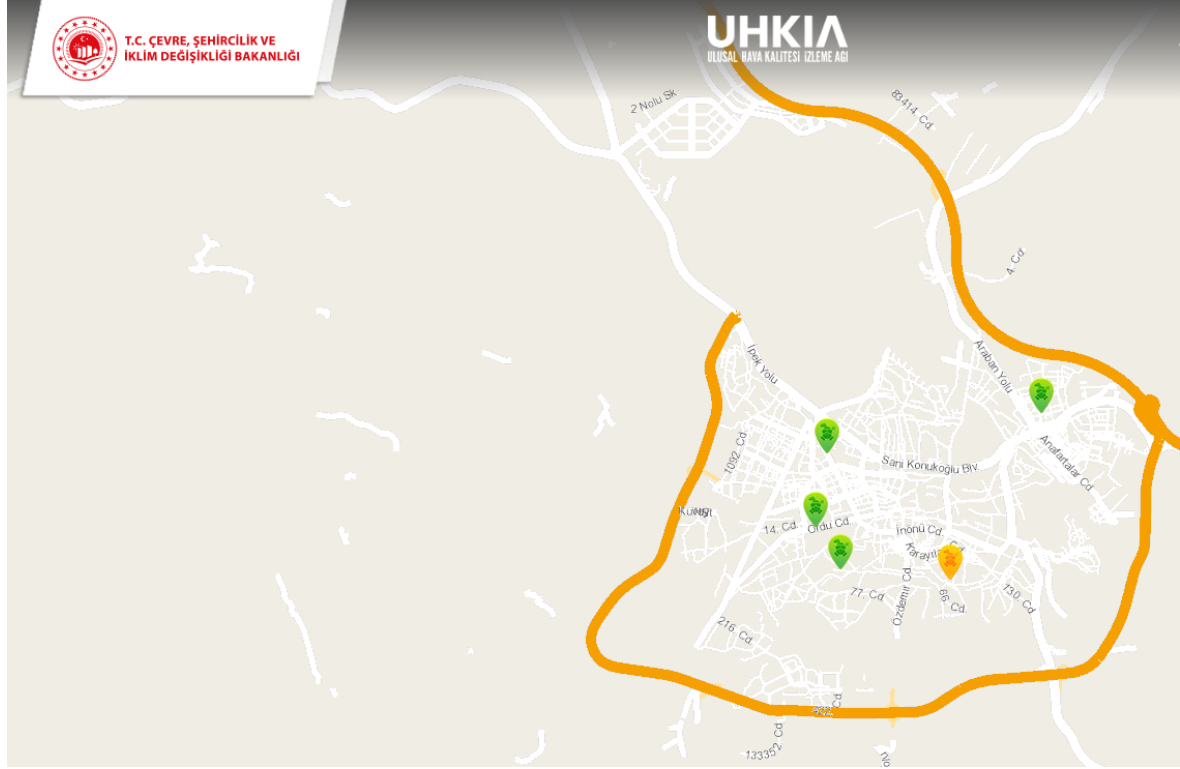 T.C. ÇEVRE, ŞEHİRCİLİK VE
İKLİM DEĞİŞİKLİĞİ BAKANLIĞI
UHKIA
ULUSAL HAVA KALİTESİ İZLEME AĞI
2 Nolu Sk
83414. Cd.
4. Cd.
İpek Yolu
Araban Yolu
1092. Cd.
Sani Konukoğlu Blv.
Anafartalar Cd.
14. Cd.
Ordu Cd.
İnönü Cd.
77. Cd.
Özdemir Cd.
66. Cd.
130. Cd.
216. Cd.
Cd.
133352. Cd.